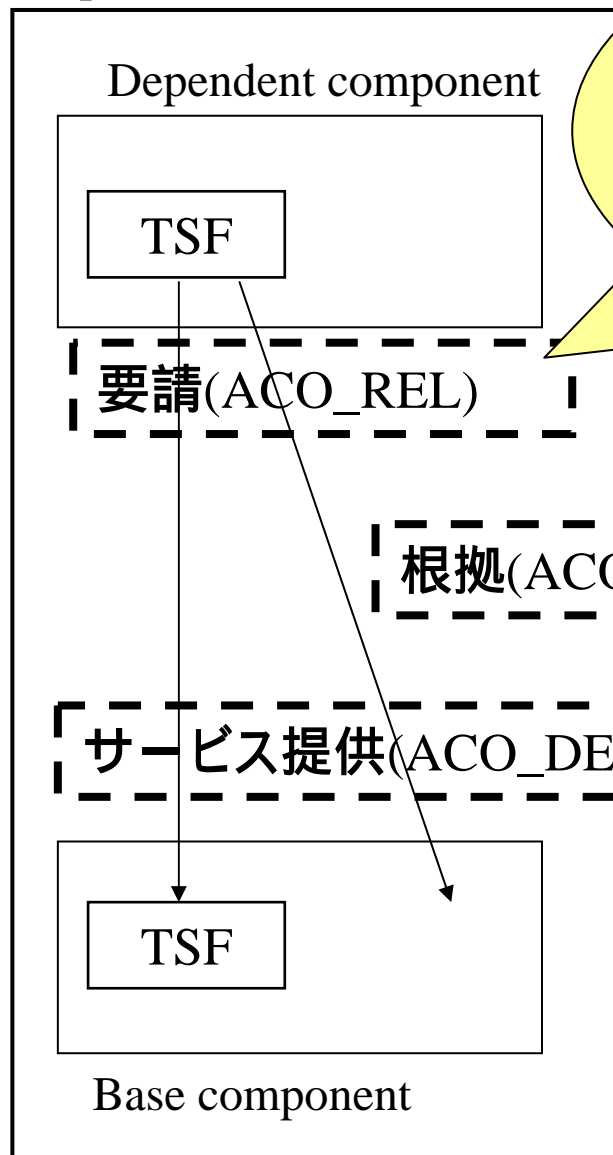 Dependent component
TSF
要請(ACO_REL)
根拠(ACO
サービス提供(ACO_DE
TSF
Base component